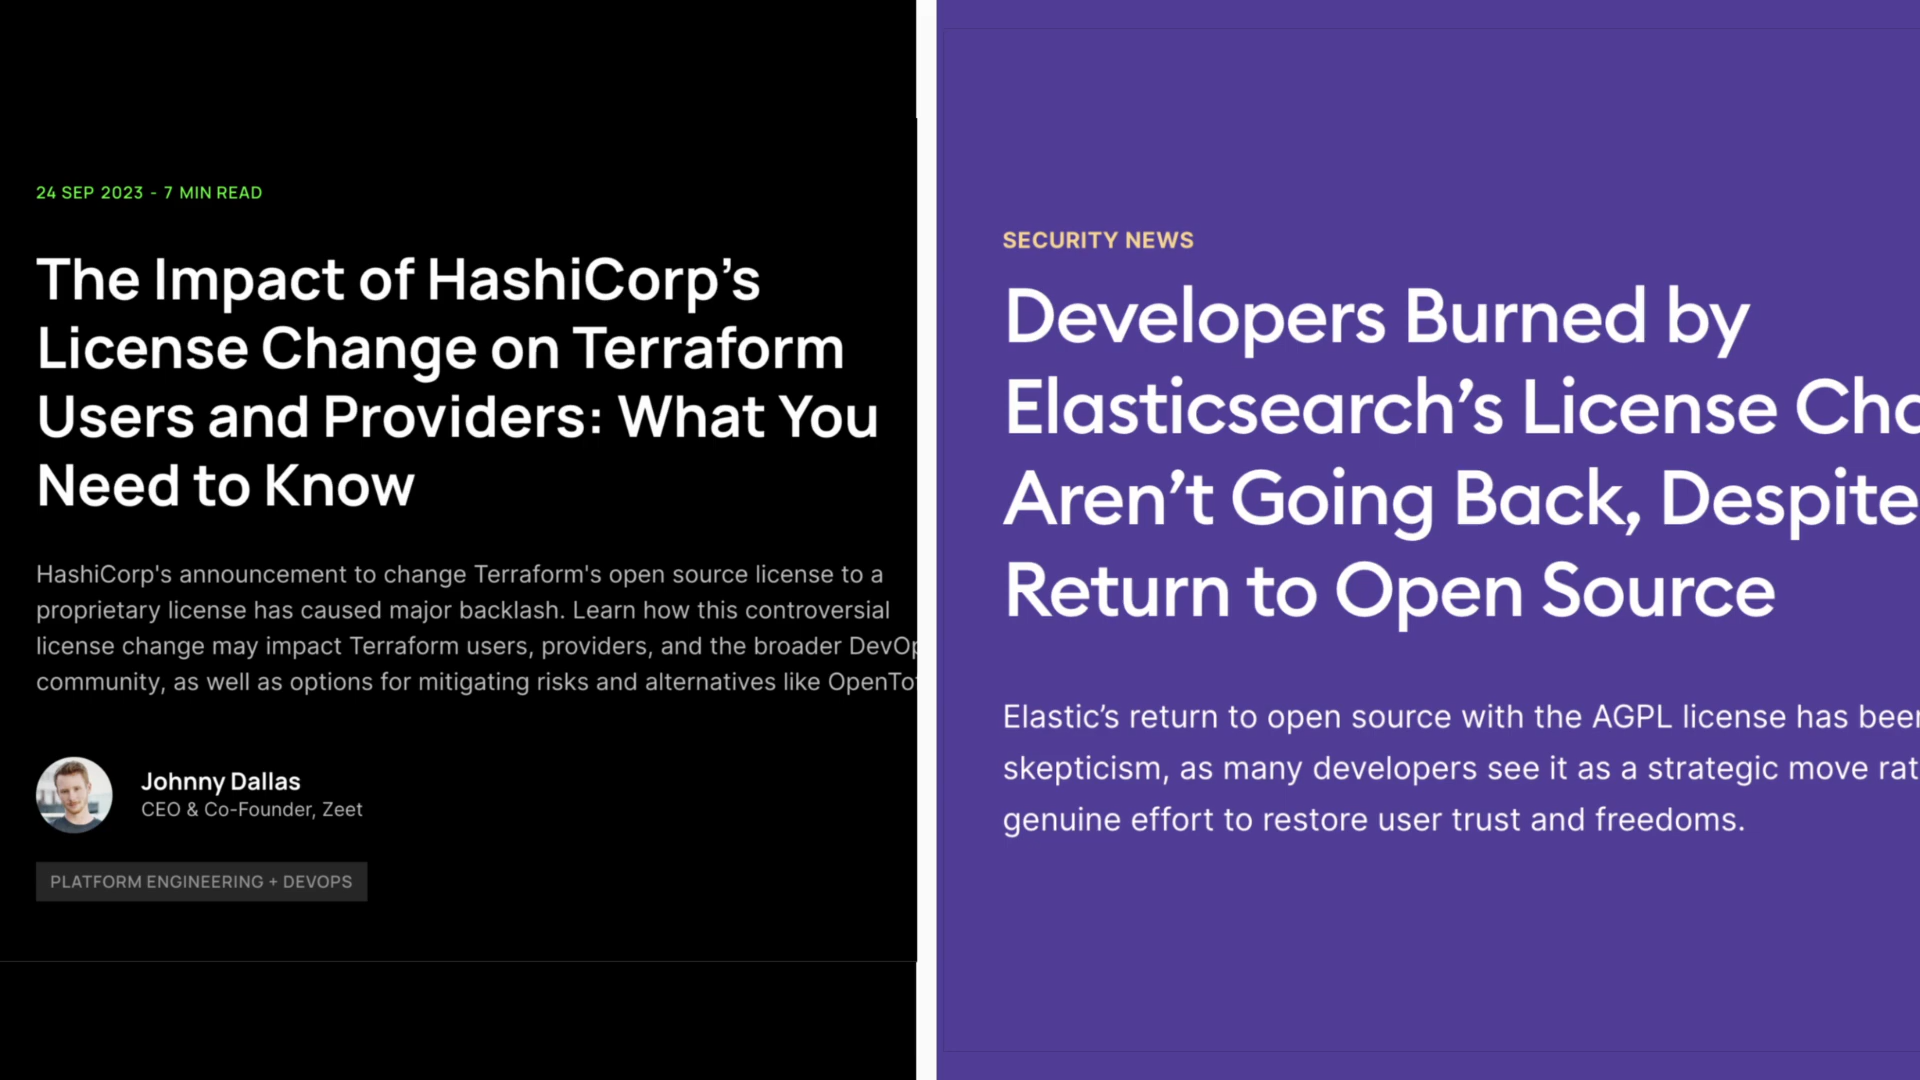 24 SEP 2023 - 7 MIN READ
The Impact of HashiCorp’s
License Change on Terraform
Users and Providers: What You
Need to Know
HashiCorp's announcement to change Terraform's open source license to a
proprietary license has caused major backlash. Learn how this controversial
license change may impact Terraform users, providers, and the broader
community, as well as options for mitigating risks and alternatives like
Johnny Dallas
CEO & Co-Founder, Zeet
PLATFORM ENGINEERING + DEVOPS
SECURITY NEWS
Developers Burned by
Elasticsearch’s License
Aren’t Going Back, Despite
Return to Open Source
Elastic’s return to open source with the AGPL license has
skepticism, as many developers see it as a strategic move
genuine effort to restore user trust and freedoms.